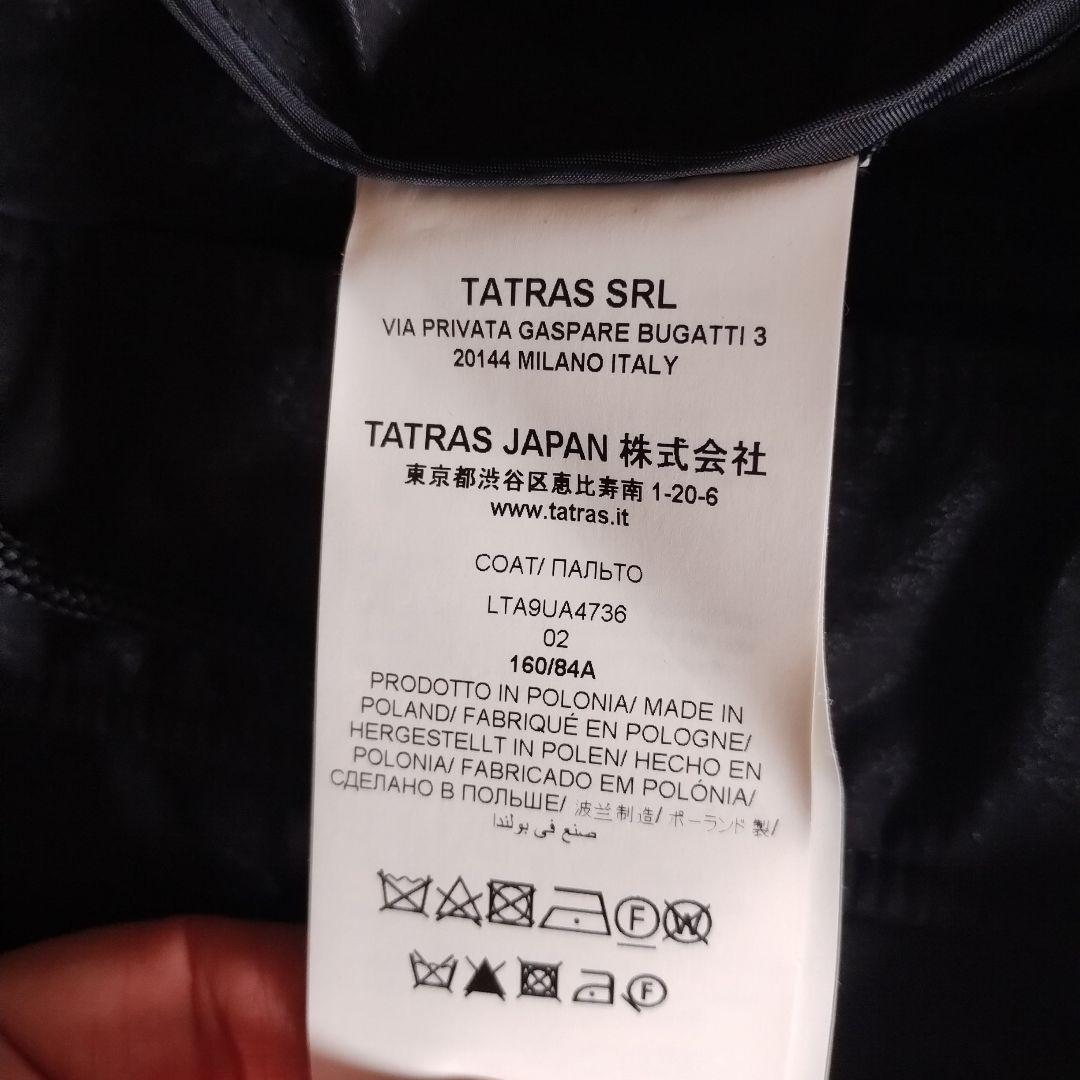 TATRAS SRL
VIA PRIVATA GASPARE BUGATTI 3
20144 MILANO ITALY
TATRAS JAPAN 株式会社
東京都渋谷区恵比寿南 1-20-6
www.tatras.it
COAT/ ПАЛЬТО
LTA9UA4736
02
160/84A
PRODOTTO IN POLONIA/ MADE IN
POLAND/ FABRIQUÉ EN POLOGNE/
HERGESTELLT IN POLEN/ HECHO EN
POLONIA/ FABRICADO EM POLÓNIA/
СДЕЛАНО В ПОЛЬШЕ/ 波兰制造/ ポーランド製/
صنع في بولندا
F W
F